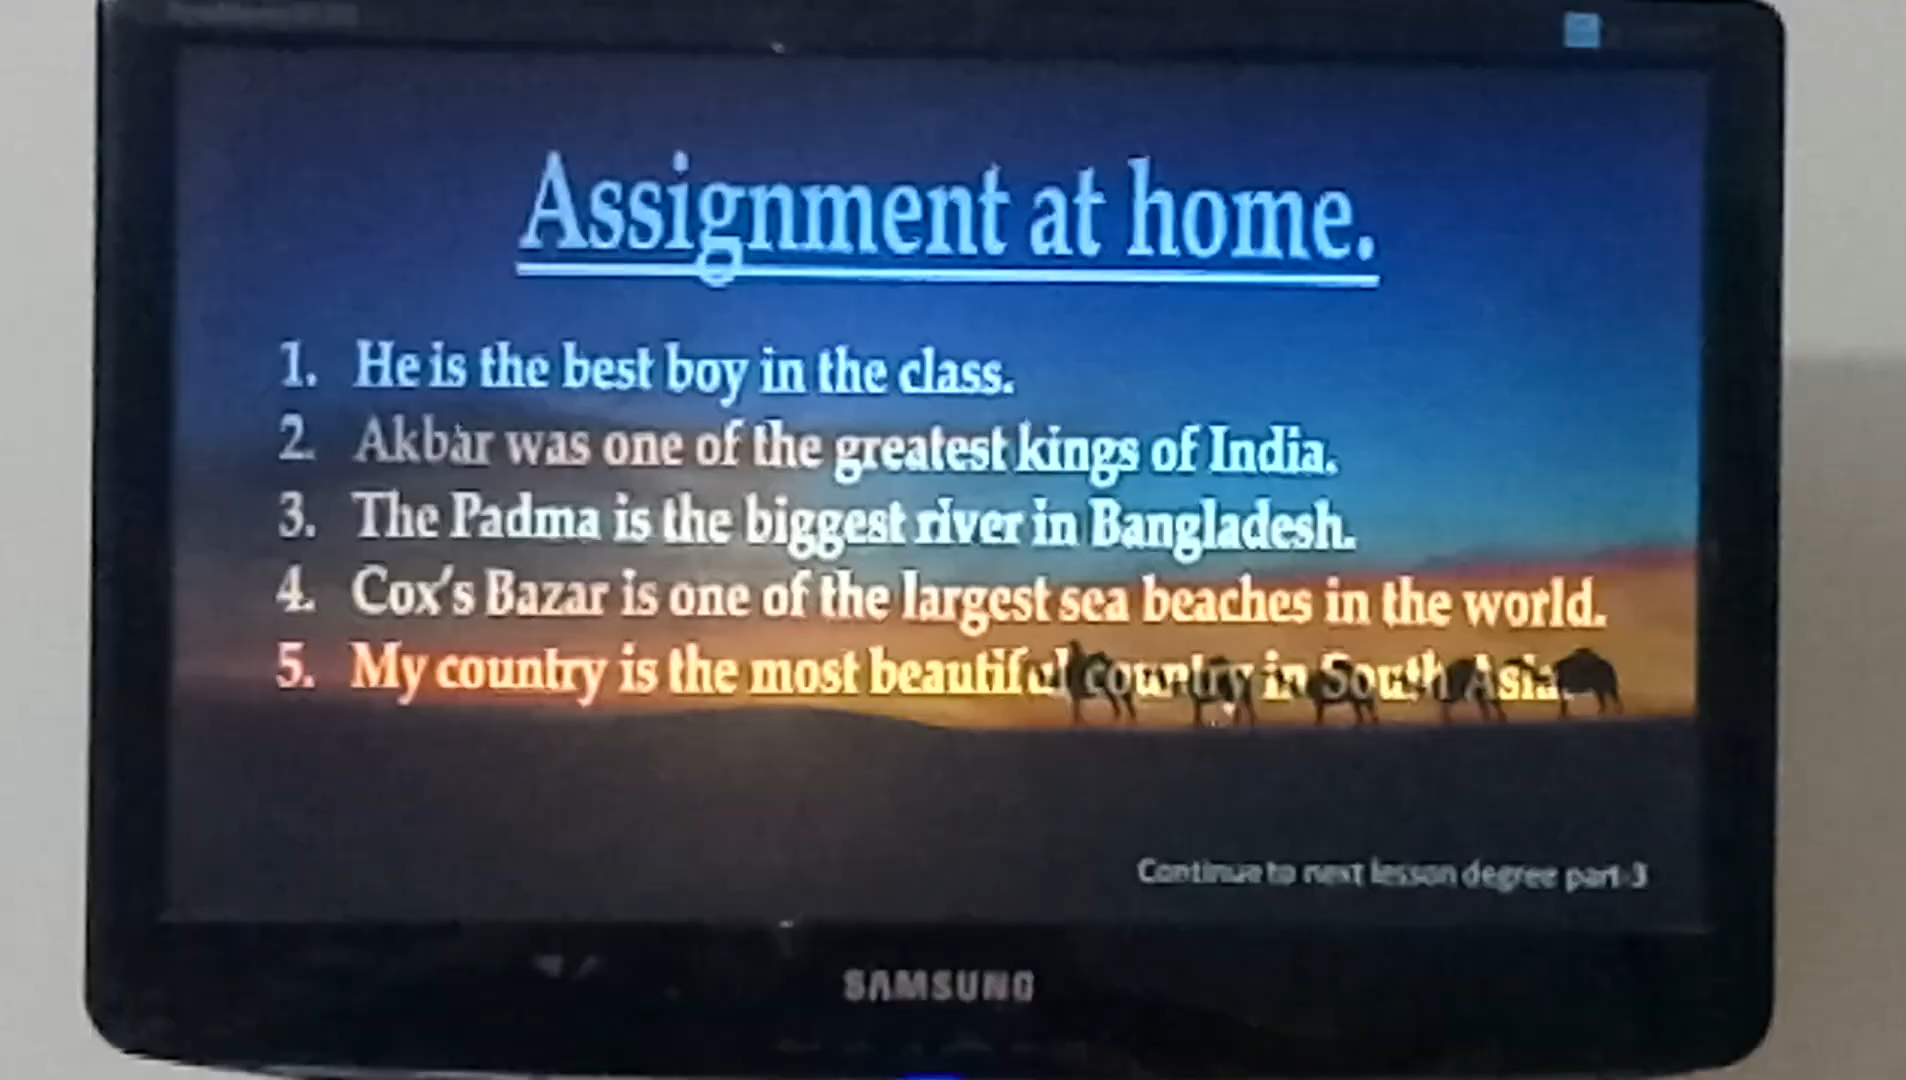 Assignment at home.
1. He is the best boy in the class.
2. Akbar was one of the greatest kings of India.
3. The Padma is the biggest river in Bangladesh.
4. Cox's Bazar is one of the largest sea beaches in the world.
5. My country is the most beautiful country in South Asia.
Continue to next lesson degree part-3
SAMSUNG